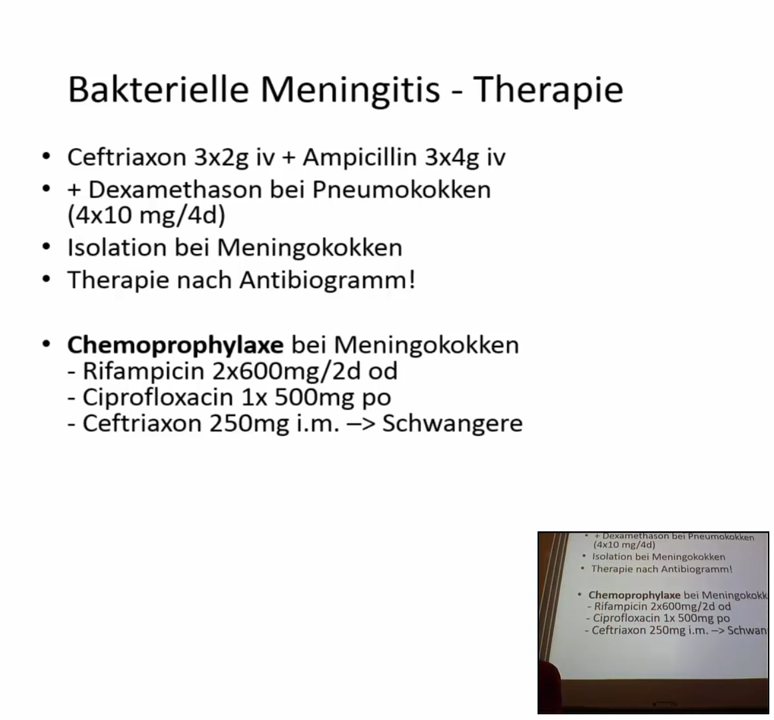 Bakterielle Meningitis - Therapie
• Ceftriaxon 3x2g iv + Ampicillin 3x4g iv
• + Dexamethason bei Pneumokokken
(4x10 mg/4d)
• Isolation bei Meningokokken
• Therapie nach Antibiogramm!
• Chemoprophylaxe bei Meningokokken
- Rifampicin 2x600mg/2d od
- Ciprofloxacin 1x 500mg po
- Ceftriaxon 250mg i.m. –> Schwangere
• + Dexamethason bei Pneumokokken
(4x10 mg/4d)
• Isolation bei Meningokokken
• Therapie nach Antibiogramm!
• Chemoprophylaxe bei Meningokokk
- Rifampicin 2x600mg/2d od
- Ciprofloxacin 1x 500mg po
- Ceftriaxon 250mg i.m. –> Schwan